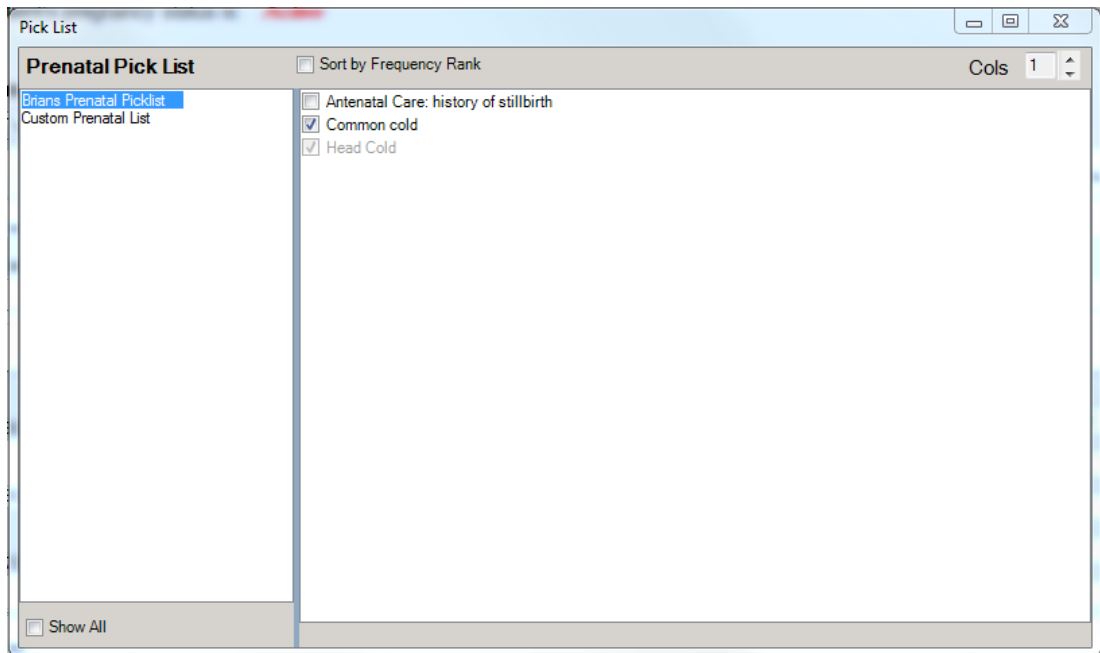 Pick List
Prenatal Pick List
Sort by Frequency Rank
Cols 1
Brians Prenatal Picklist
Custom Prenatal List
Antenatal Care: history of stillbirth
Common cold
Head Cold
Show All